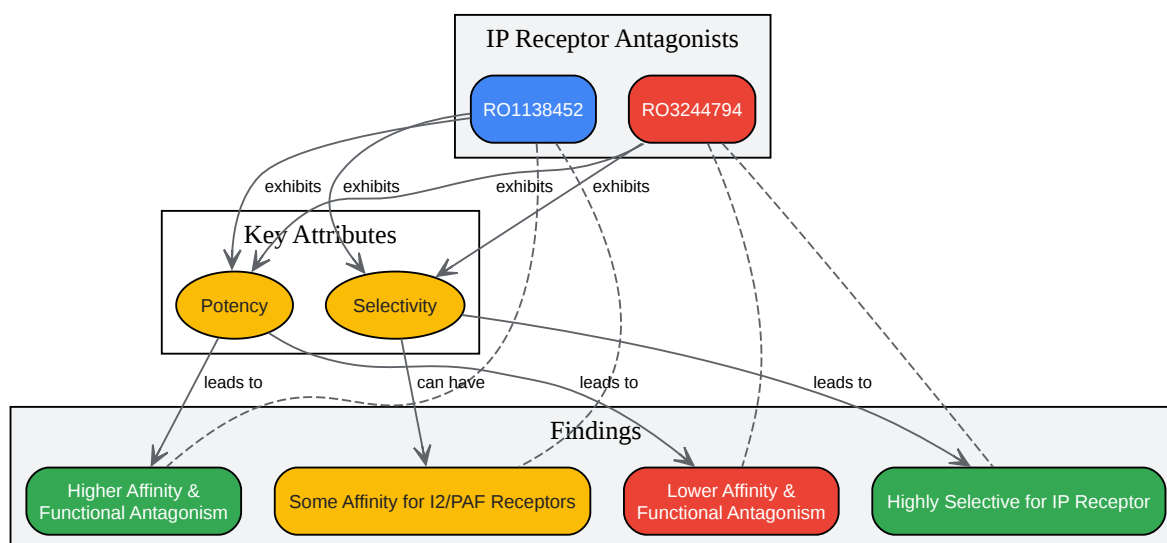 IP Receptor Antagonists
RO1138452
RO3244794
exhibits
exhibits
exhibits
exhibits
Key Attributes
Potency
Selectivity
leads to
can have
leads to
leads to
Findings
Higher Affinity &
Functional Antagonism
Some Affinity for I2/PAF Receptors
Lower Affinity &
Functional Antagonism
Highly Selective for IP Receptor